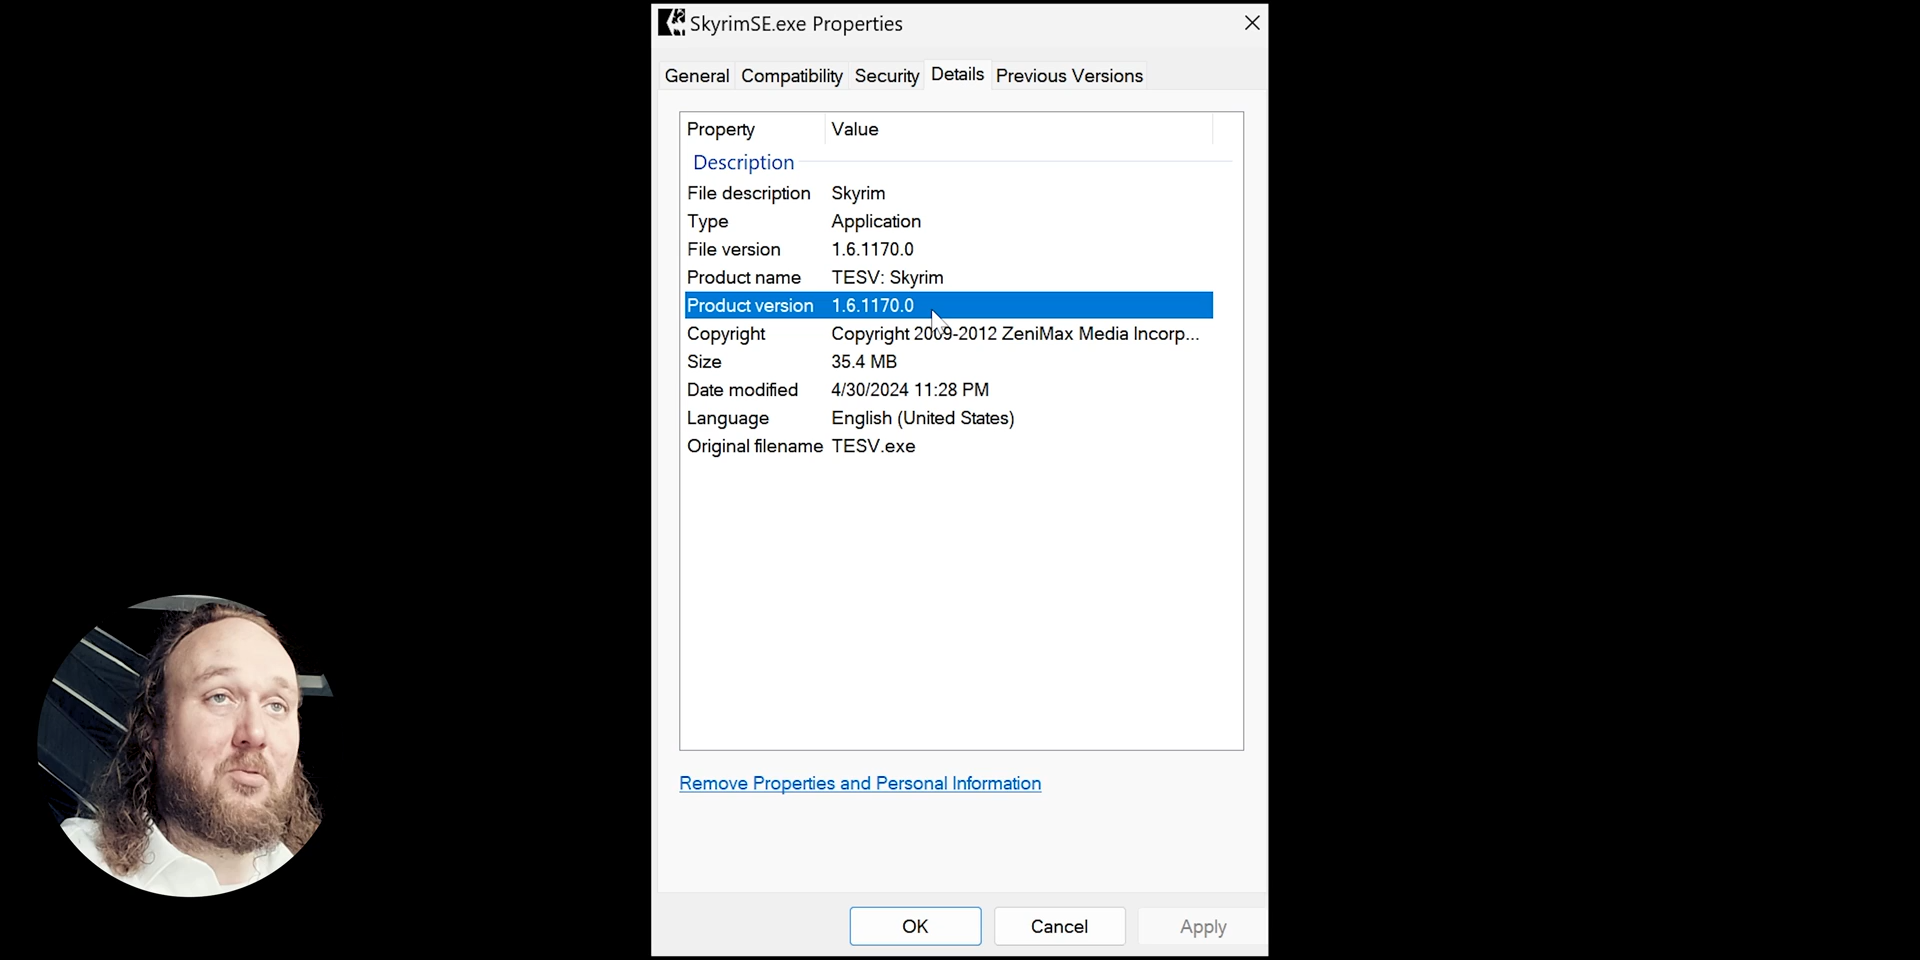 SkyrimSE.exe Properties
General Compatibility Security Details Previous Versions
Property Value
Description
File description Skyrim
Type Application
File version 1.6.1170.0
Product name TESV: Skyrim
Product version 1.6.1170.0
Copyright Copyright 2009-2012 ZeniMax Media Incorp...
Size 35.4 MB
Date modified 4/30/2024 11:28 PM
Language English (United States)
Original filename TESV.exe
Remove Properties and Personal Information
OK Cancel Apply